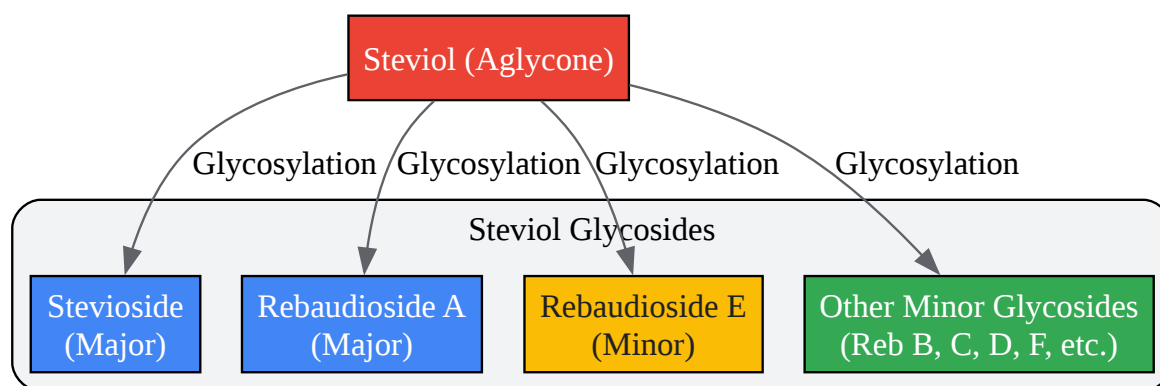 Steviol (Aglycone)
Glycosylation Glycosylation Glycosylation Glycosylation
Steviol Glycosides
Stevioside
(Major)
Rebaudioside A
(Major)
Rebaudioside E
(Minor)
Other Minor Glycosides
(Reb B, C, D, F, etc.)